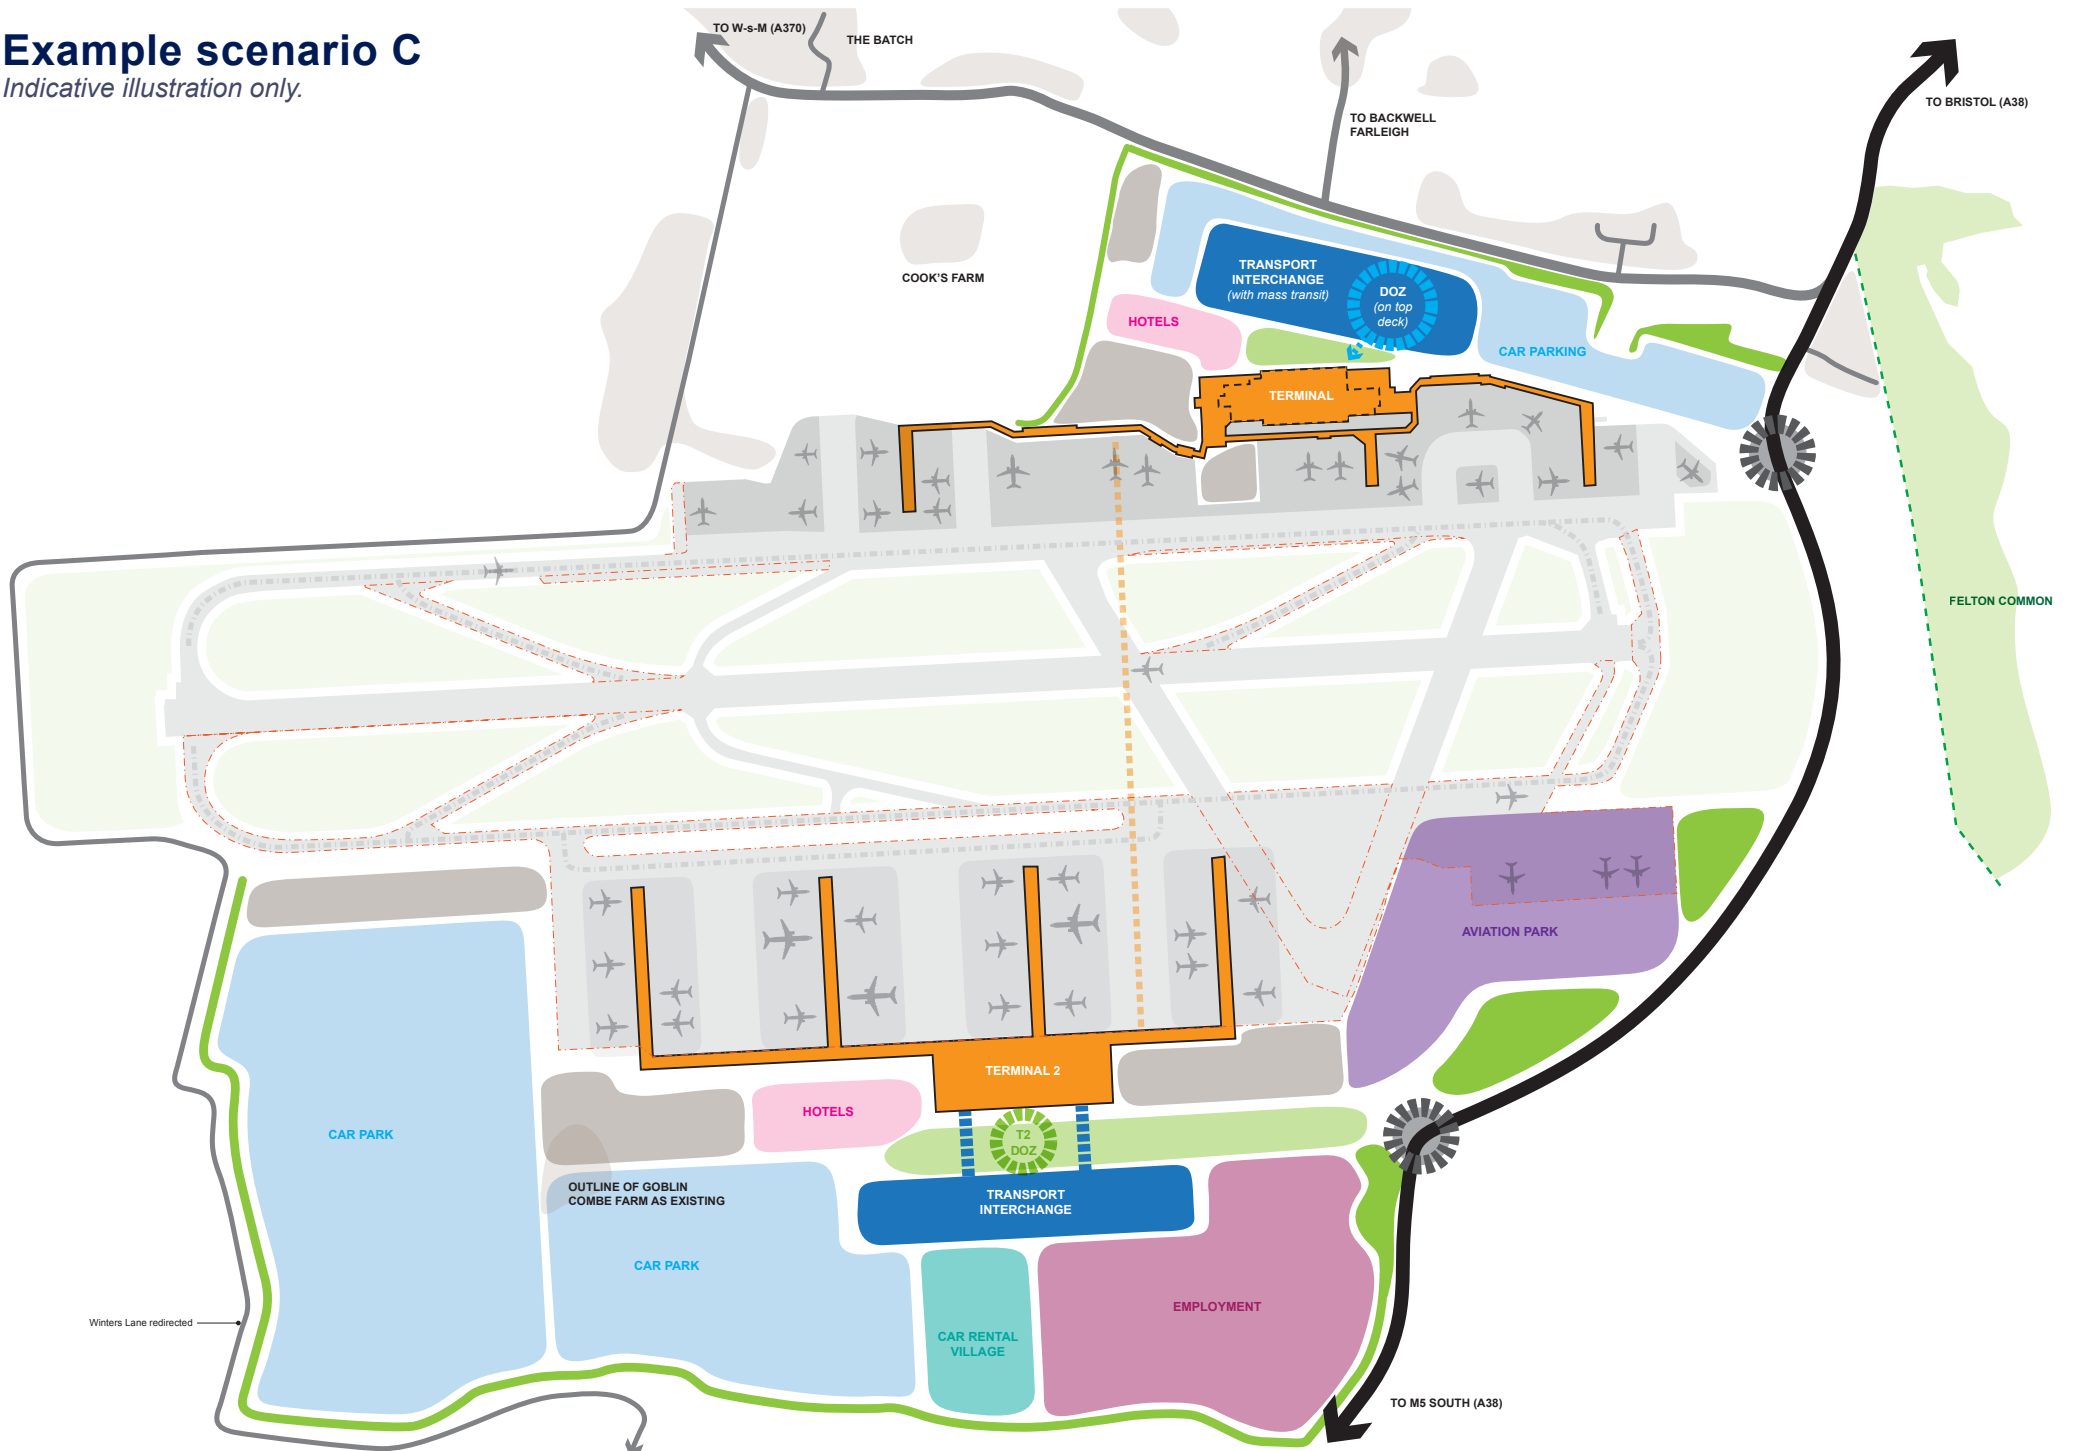 Example scenario C
Indicative illustration only.
TO W-s-M (A370)
THE BATCH
TO BRISTOL (A38)
TO BACKWELL
FARLEIGH
COOK'S FARM
TRANSPORT
INTERCHANGE
(with mass transit)
DOZ
(on top
deck)
HOTELS
CAR PARKING
TERMINAL
FELTON COMMON
AVIATION PARK
TERMINAL 2
HOTELS
CAR PARK
T2
DOZ
OUTLINE OF GOBLIN
COMBE FARM AS EXISTING
TRANSPORT
INTERCHANGE
CAR PARK
EMPLOYMENT
Winters Lane redirected
CAR RENTAL
VILLAGE
TO M5 SOUTH (A38)